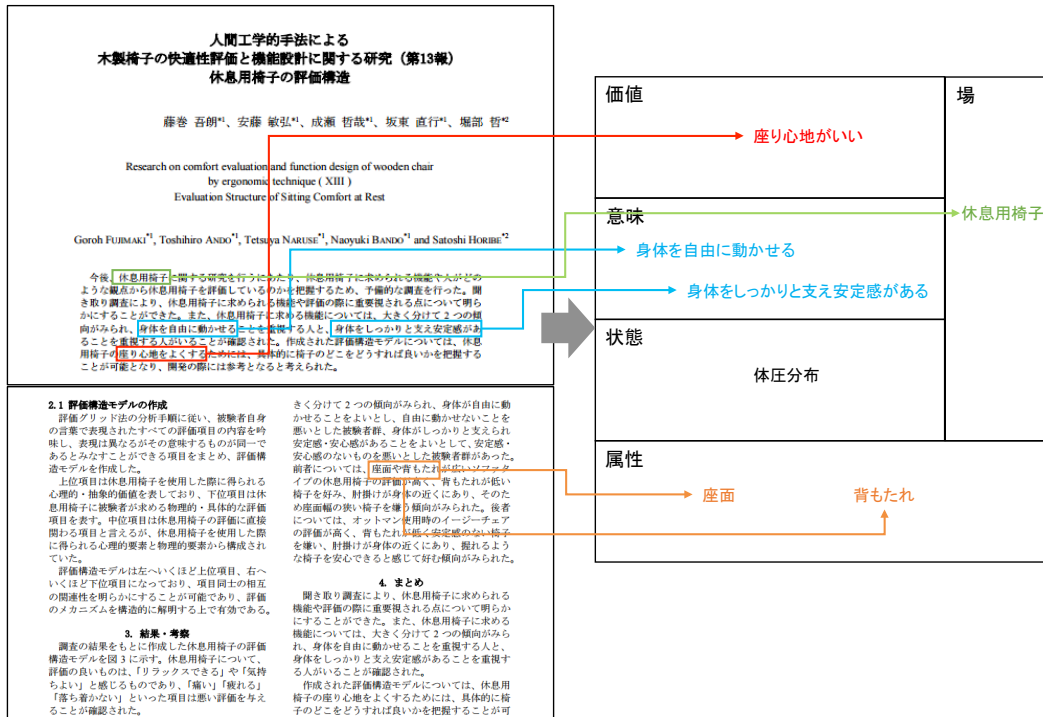 人間工学的手法による
木製椅子の快適性評価と機能設計に関する研究（第13報）
休息用椅子の評価構造
藤巻 吾朗*1、安藤 敏弘*1、成瀬 哲哉*1、坂東 直行*1、堀部 哲*2
Research on comfort evaluation and function design of wooden chair
by ergonomic technique ( XIII )
Evaluation Structure of Sitting Comfort at Rest
Goroh FUJIMAKI*1, Toshihiro ANDO*1, Tetsuya NARUSE*1, Naoyuki BANDO*1 and Satoshi HORIBE*2
今後、休息用椅子に関する研究を行うにあたり、休息用椅子に求められる機能や人がどの
ような観点から休息用椅子を評価しているのかを把握するため、予備的な調査を行った。聞
き取り調査により、休息用椅子に求められる機能や評価の際に重要視される点について明ら
かにすることができた。また、休息用椅子に求める機能については、大きく分けて２つの傾
向がみられ、身体を自由に動かせることを重視する人と、身体をしっかりと支え安定感があ
ることを重視する人がいることが確認された。作成された評価構造モデルについては、休息
用椅子の座り心地をよくするためには、具体的に椅子のどこをどうすれば良いかを把握する
ことが可能となり、開発の際には参考となると考えられた。
2.1 評価構造モデルの作成
評価グリッド法の分析手順に従い、被験者自身
の言葉で表現されたすべての評価項目の内容を吟
味し、表現は異なるがその意味するものが同一で
あるとみなすことができる項目をまとめ、評価構
造モデルを作成した。
上位項目は休息用椅子を使用した際に得られる
心理的・抽象的価値を表しており、下位項目は休
息用椅子に被験者が求める物理的・具体的な評価
項目を表す。中位項目は休息用椅子の評価に直接
関わる項目と言えるが、休息用椅子を使用した際
に得られる心理的要素と物理的要素から構成され
ていた。
評価構造モデルは左へいくほど上位項目、右へ
いくほど下位項目になっており、項目同士の相互
の関連性を明らかにすることが可能であり、評価
のメカニズムを構造的に解明する上で有効である。
3. 結果・考察
調査の結果をもとに作成した休息用椅子の評価
構造モデルを図３に示す。休息用椅子について、
評価の良いものは、「リラックスできる」や「気持
ちよい」と感じるものであり、「痛い」「疲れる」
「落ち着かない」といった項目は悪い評価を与え
ることが確認された。
きく分けて２つの傾向がみられ、身体が自由に動
かせることをよいとし、自由に動かせないことを
悪いとした被験者群、身体がしっかりと支えられ
安定感・安心感があることをよいとして、安定感・
安心感のないものを悪いとした被験者群があった。
前者については、座面や背もたれが広いソファタ
イプの休息用椅子の評価が高く、背もたれが低い
椅子を好み、肘掛けが身体の近くにあり、そのため
座面幅の狭い椅子を嫌う傾向がみられた。後者
については、オットマン使用時のイージーチェア
の評価が高く、背もたれが低く安定感のない椅子
を嫌い、肘掛けが身体の近くにあり、握れるよう
な椅子を安心できると感じて好む傾向がみられた。
4. まとめ
聞き取り調査により、休息用椅子に求められる
機能や評価の際に重要視される点について明らか
にすることができた。また、休息用椅子に求める
機能については、大きく分けて２つの傾向がみら
れ、身体を自由に動かせることを重要視する人と、
身体をしっかりと支え安定感があることを重要視す
る人がいることが確認された。
作成された評価構造モデルについては、休息用
椅子の座り心地をよくするためには、具体的に椅
子のどこをどうすれば良いかを把握することが可
価値
座り心地がいい
場
休息用椅子
意味
身体を自由に動かせる
身体をしっかりと支え安定感がある
状態
体圧分布
属性
座面
背もたれ